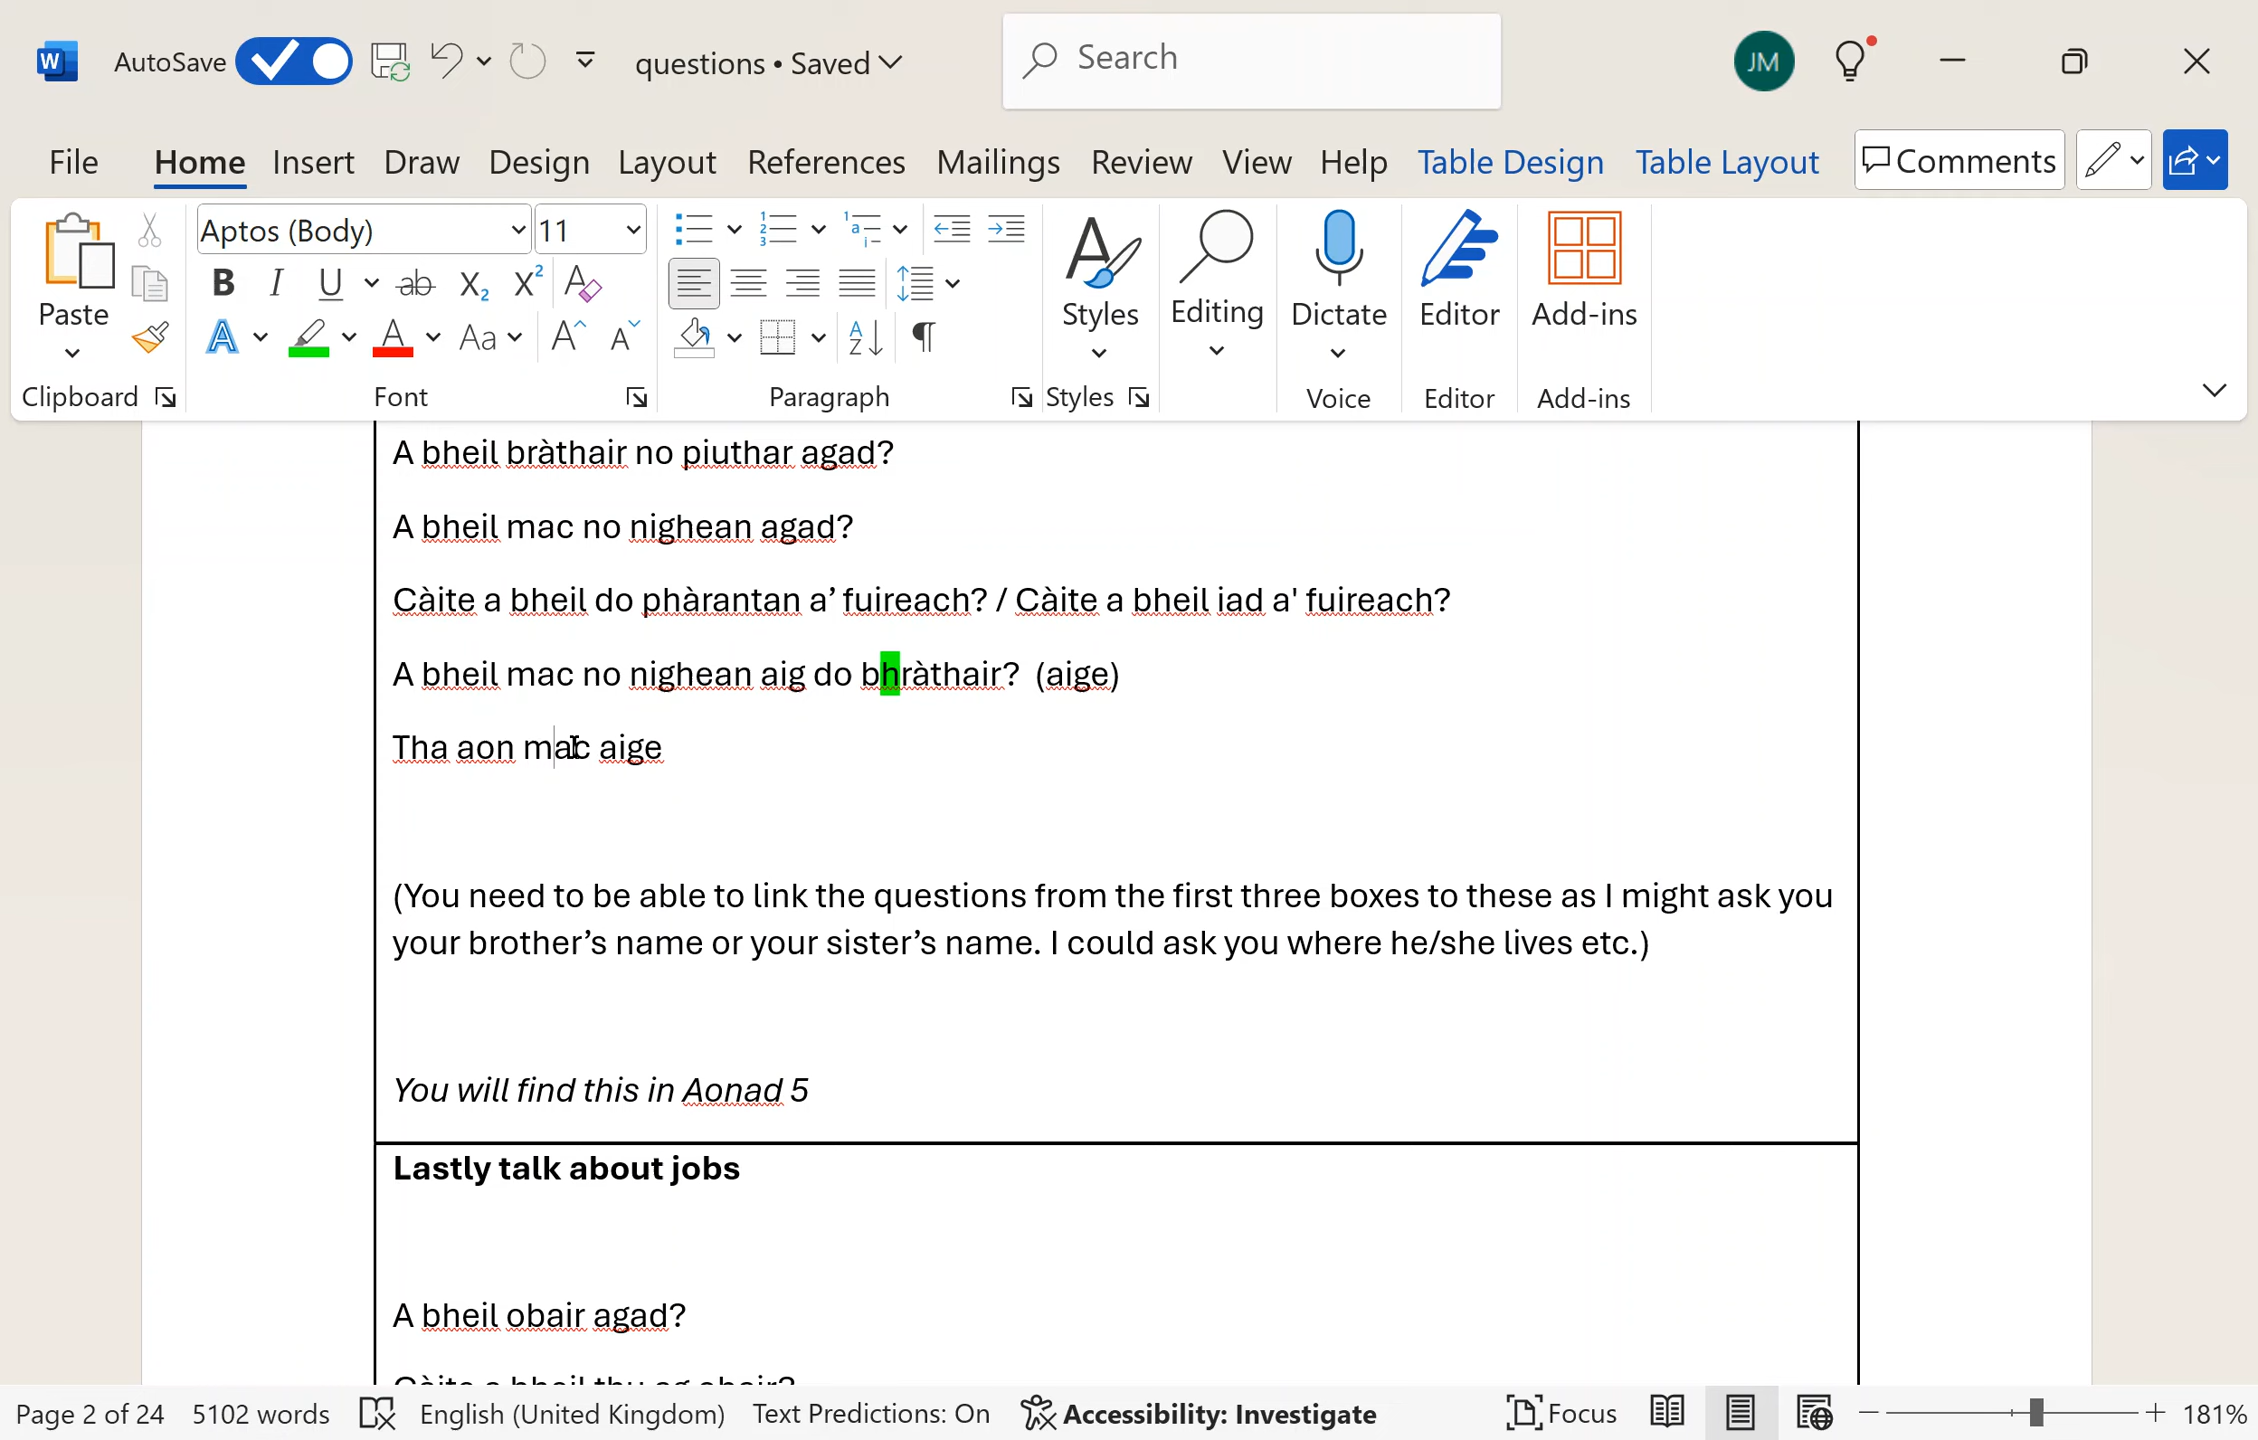 AutoSave questions • Saved Search JM
File Home Insert Draw Design Layout References Mailings Review View Help Table Design Table Layout Comments
Paste Aptos (Body) 11 Styles Editing Dictate Editor Add-ins
Clipboard Font Paragraph Styles Voice Editor Add-ins
A bheil bràthair no piuthar agad?
A bheil mac no nighean agad?
Càite a bheil do phàrantan a’ fuireach? / Càite a bheil iad a' fuireach?
A bheil mac no nighean aig do bhràthair?  (aige)
Tha aon mac aige
(You need to be able to link the questions from the first three boxes to these as I might ask you
your brother’s name or your sister’s name. I could ask you where he/she lives etc.)
You will find this in Aonad 5
Lastly talk about jobs
A bheil obair agad?
Page 2 of 24 5102 words English (United Kingdom) Text Predictions: On Accessibility: Investigate Focus 181%